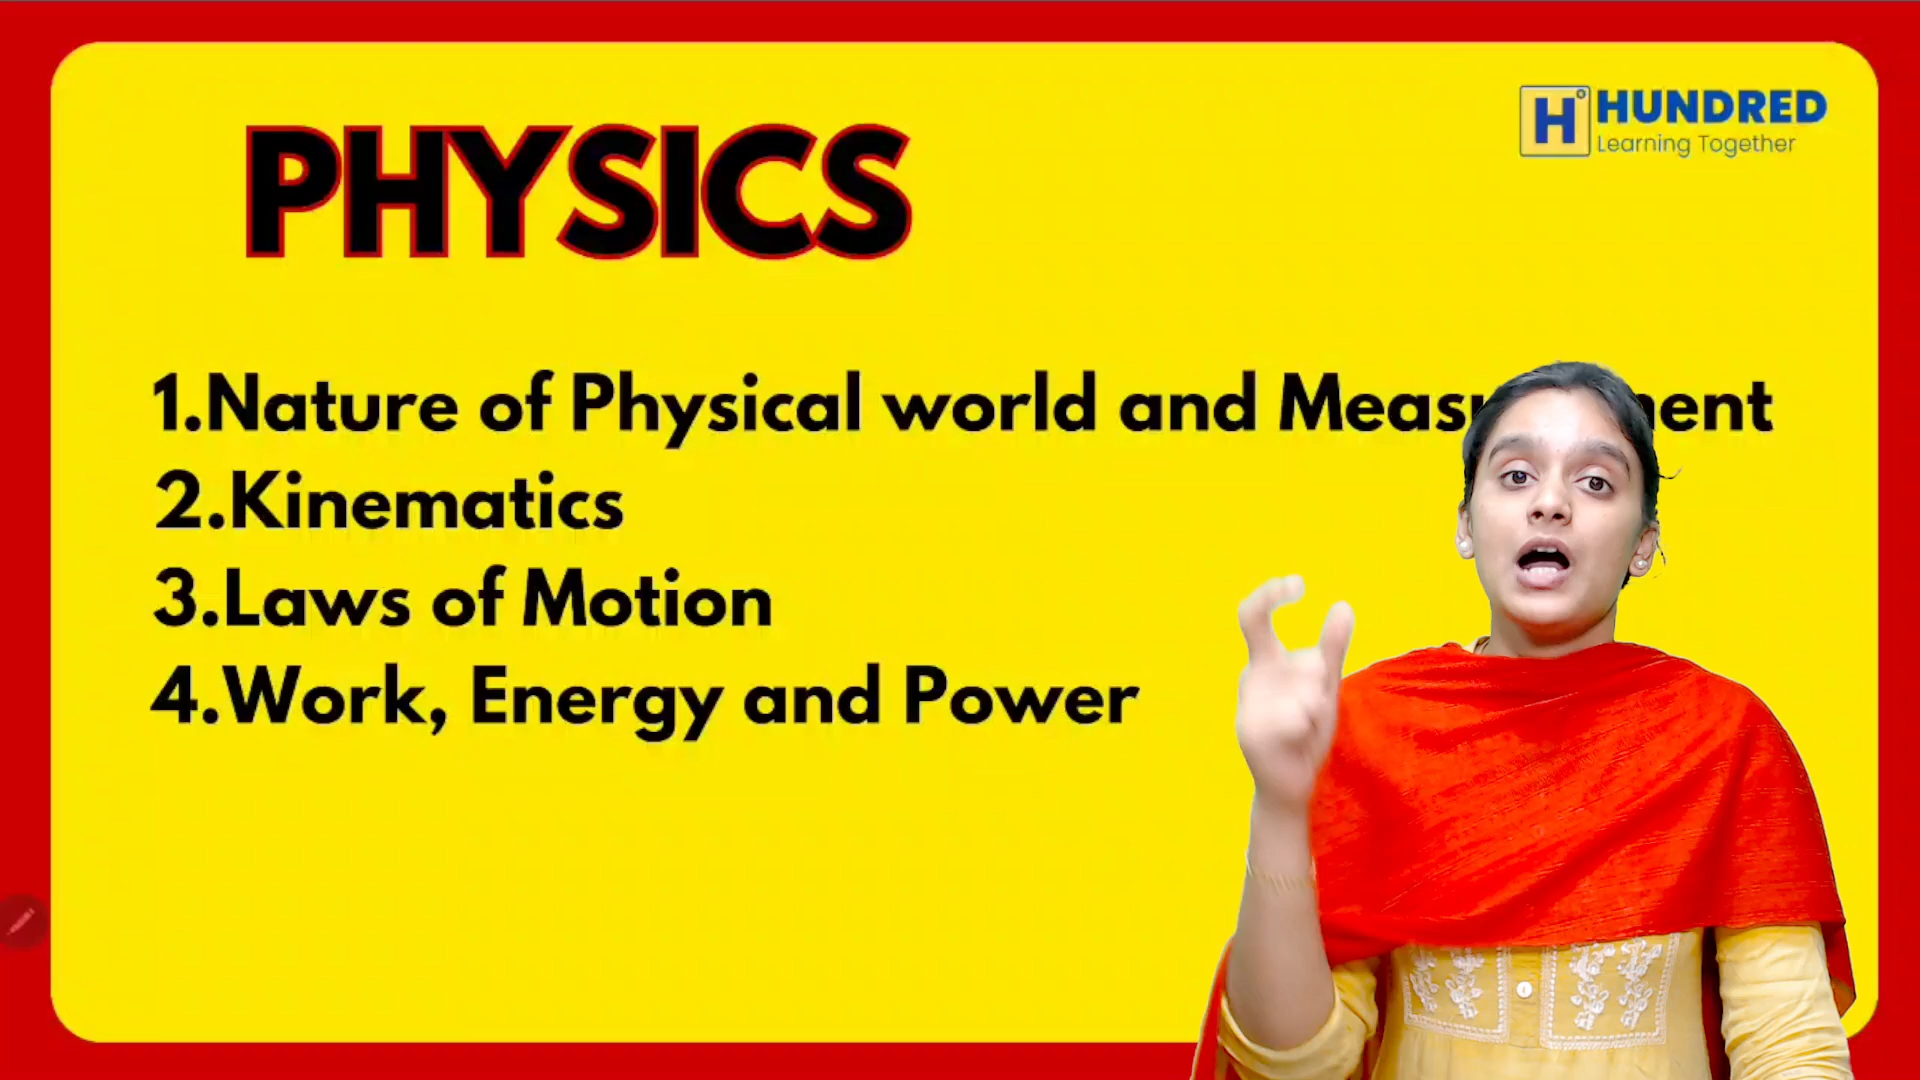 H HUNDRED
Learning Together
PHYSICS
1.Nature of Physical world and
2.Kinematics
3.Laws of Motion
4.Work, Energy and Power